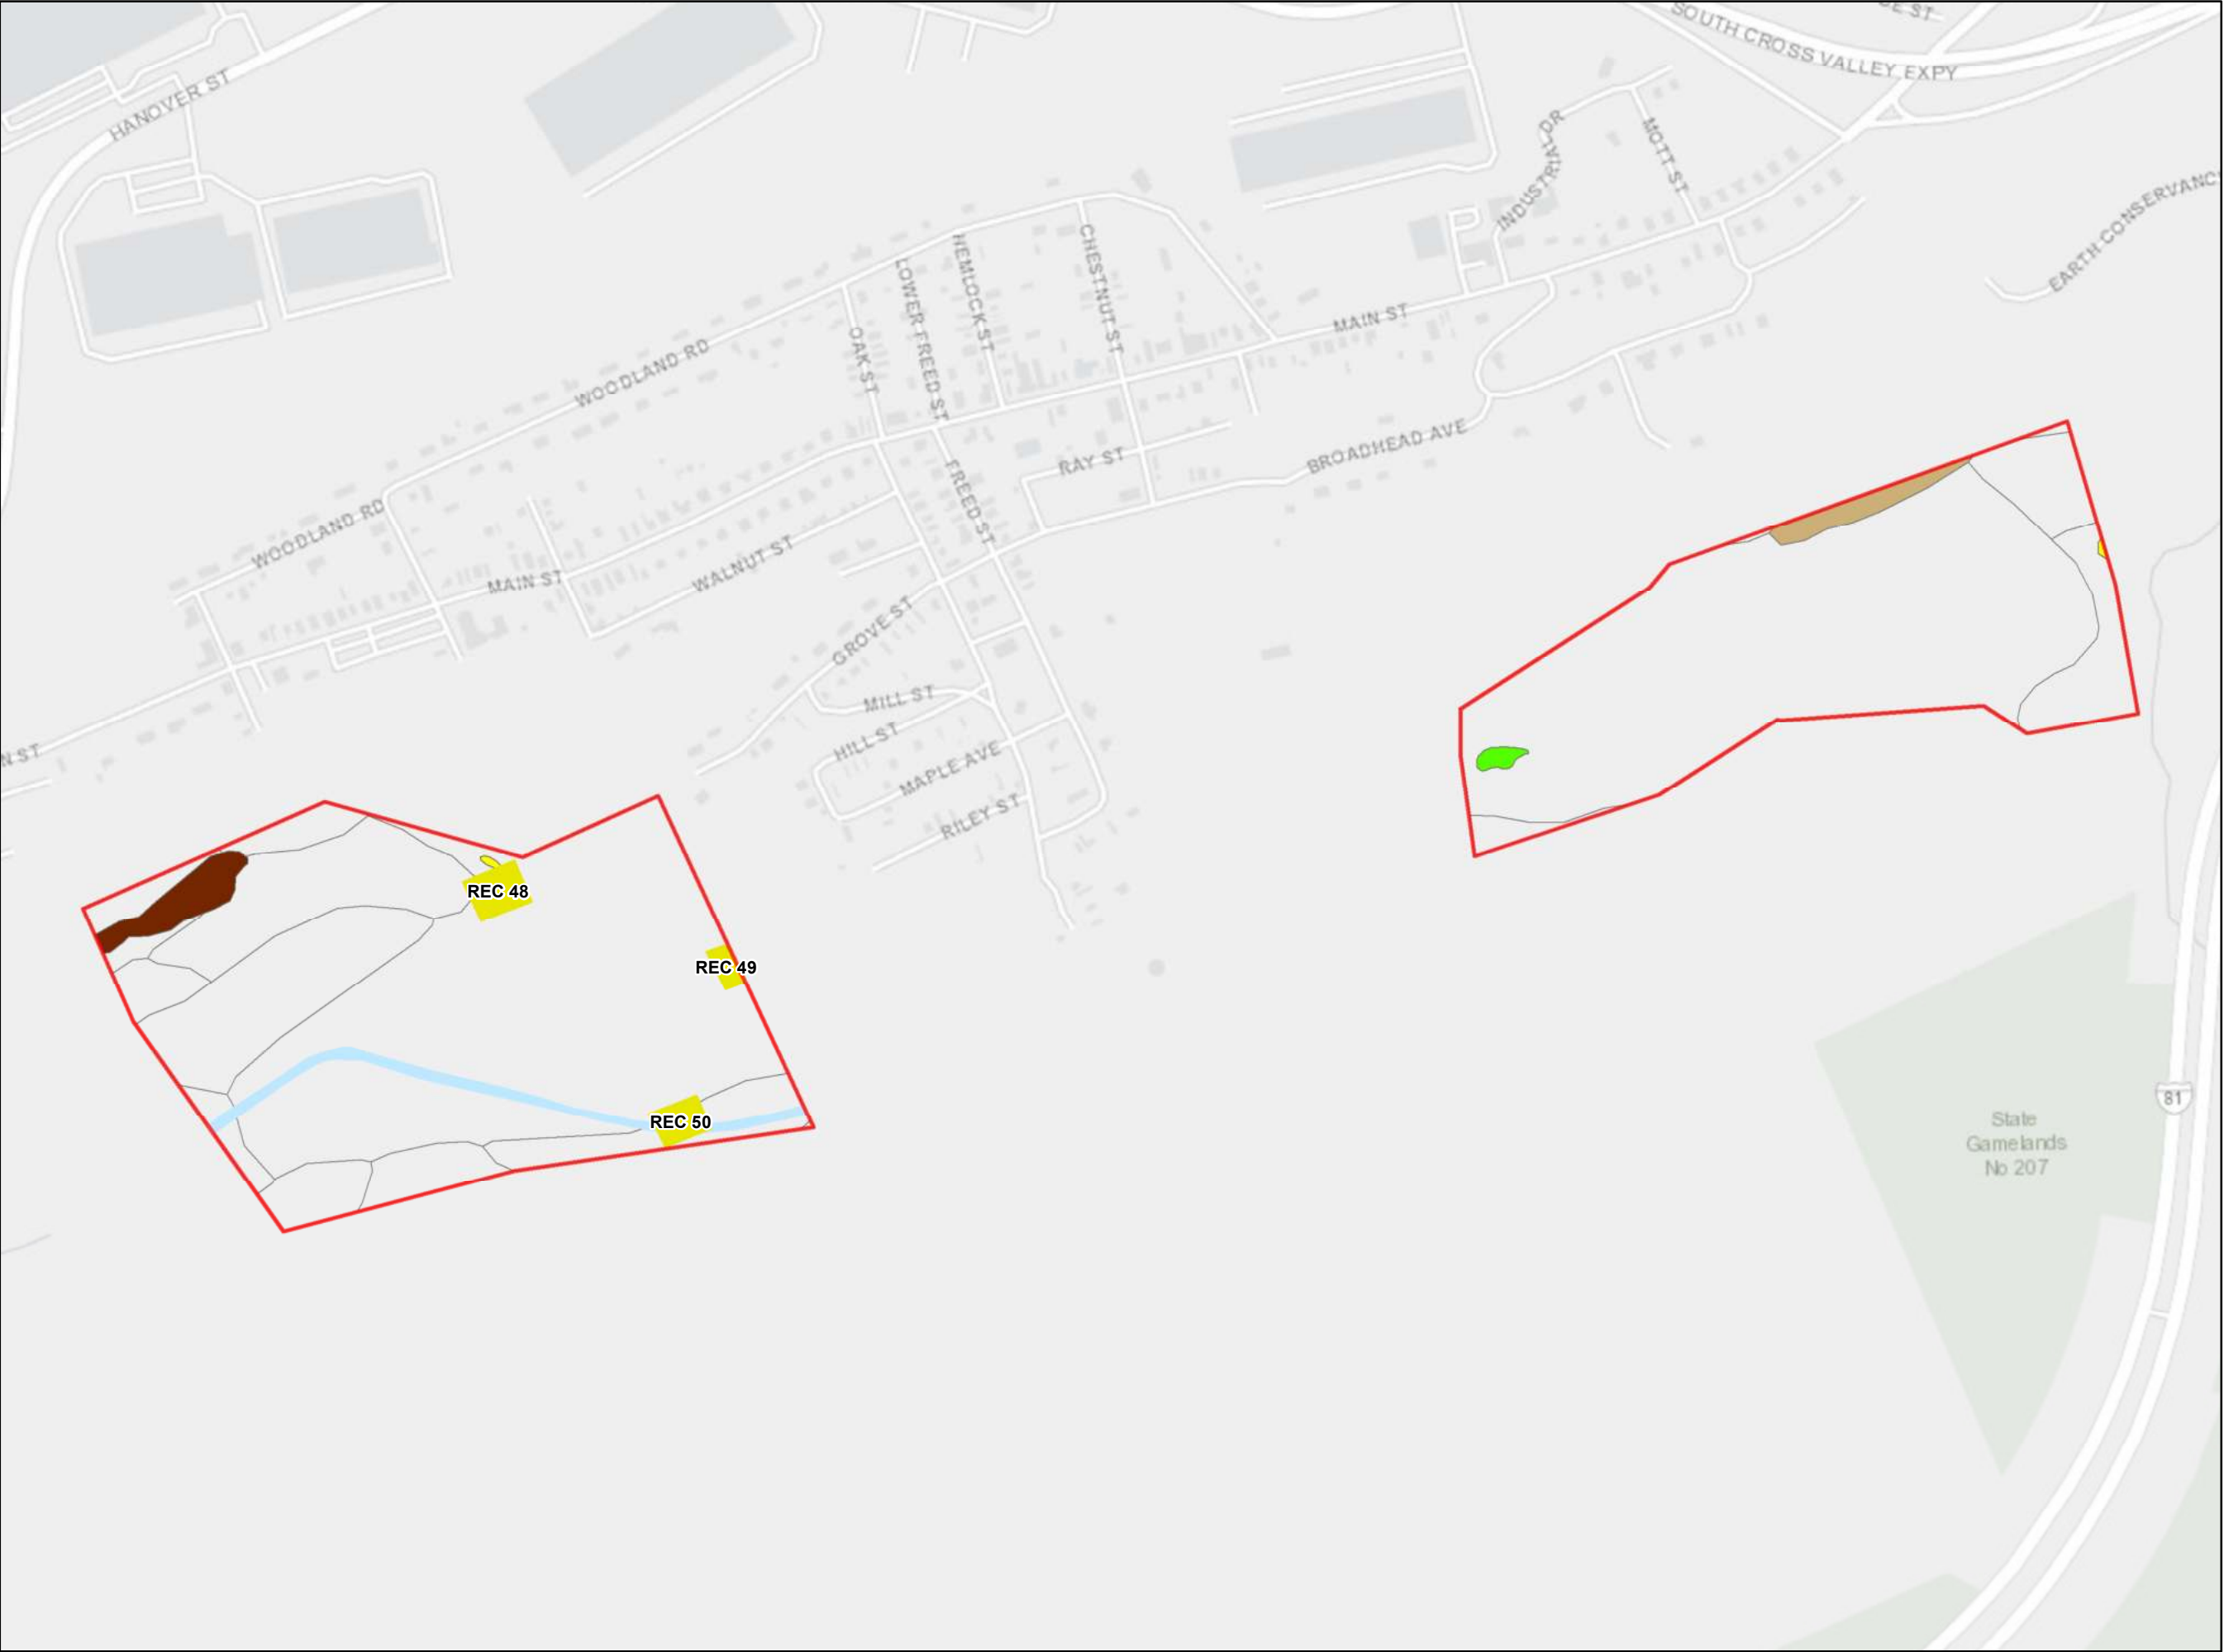 SOUTH CROSS VALLEY EXPY
HANOVER ST
INDUSTRIAL DR
MOTT ST
EARTH CONSERVANC
HEMLOCK ST
CHESTNUT ST
LOWER FREED ST
OAK ST
MAIN ST
WOODLAND RD
BROADHEAD AVE
RAY ST
FREED ST
WOODLAND RD
MAIN ST
WALNUT ST
GROVE ST
MILL ST
HILL ST
N ST
MAPLE AVE
RILEY ST
REC 48
REC 49
REC 50
81
State
Gamelands
No 207